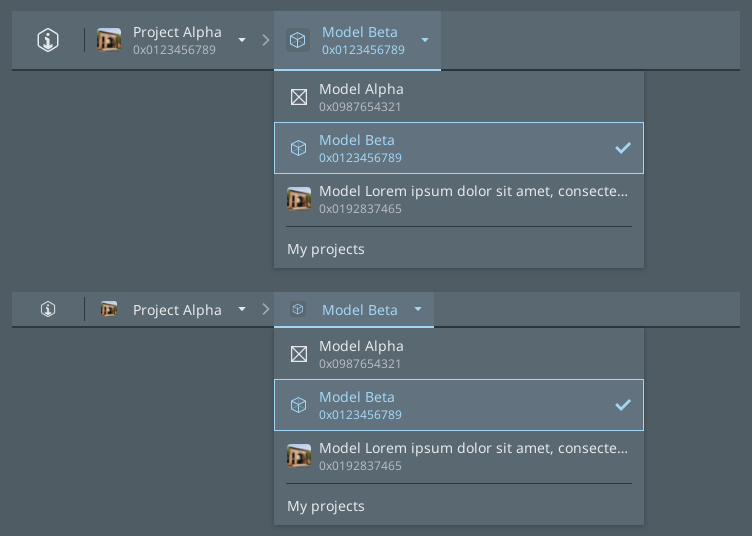 Project Alpha
0x0123456789
Model Beta
0x0123456789
Model Alpha
0x0987654321
Model Beta
0x0123456789
Model Lorem ipsum dolor sit amet, consecte...
0x0192837465
My projects
Project Alpha
Model Beta
Model Alpha
0x0987654321
Model Beta
0x0123456789
Model Lorem ipsum dolor sit amet, consecte...
0x0192837465
My projects